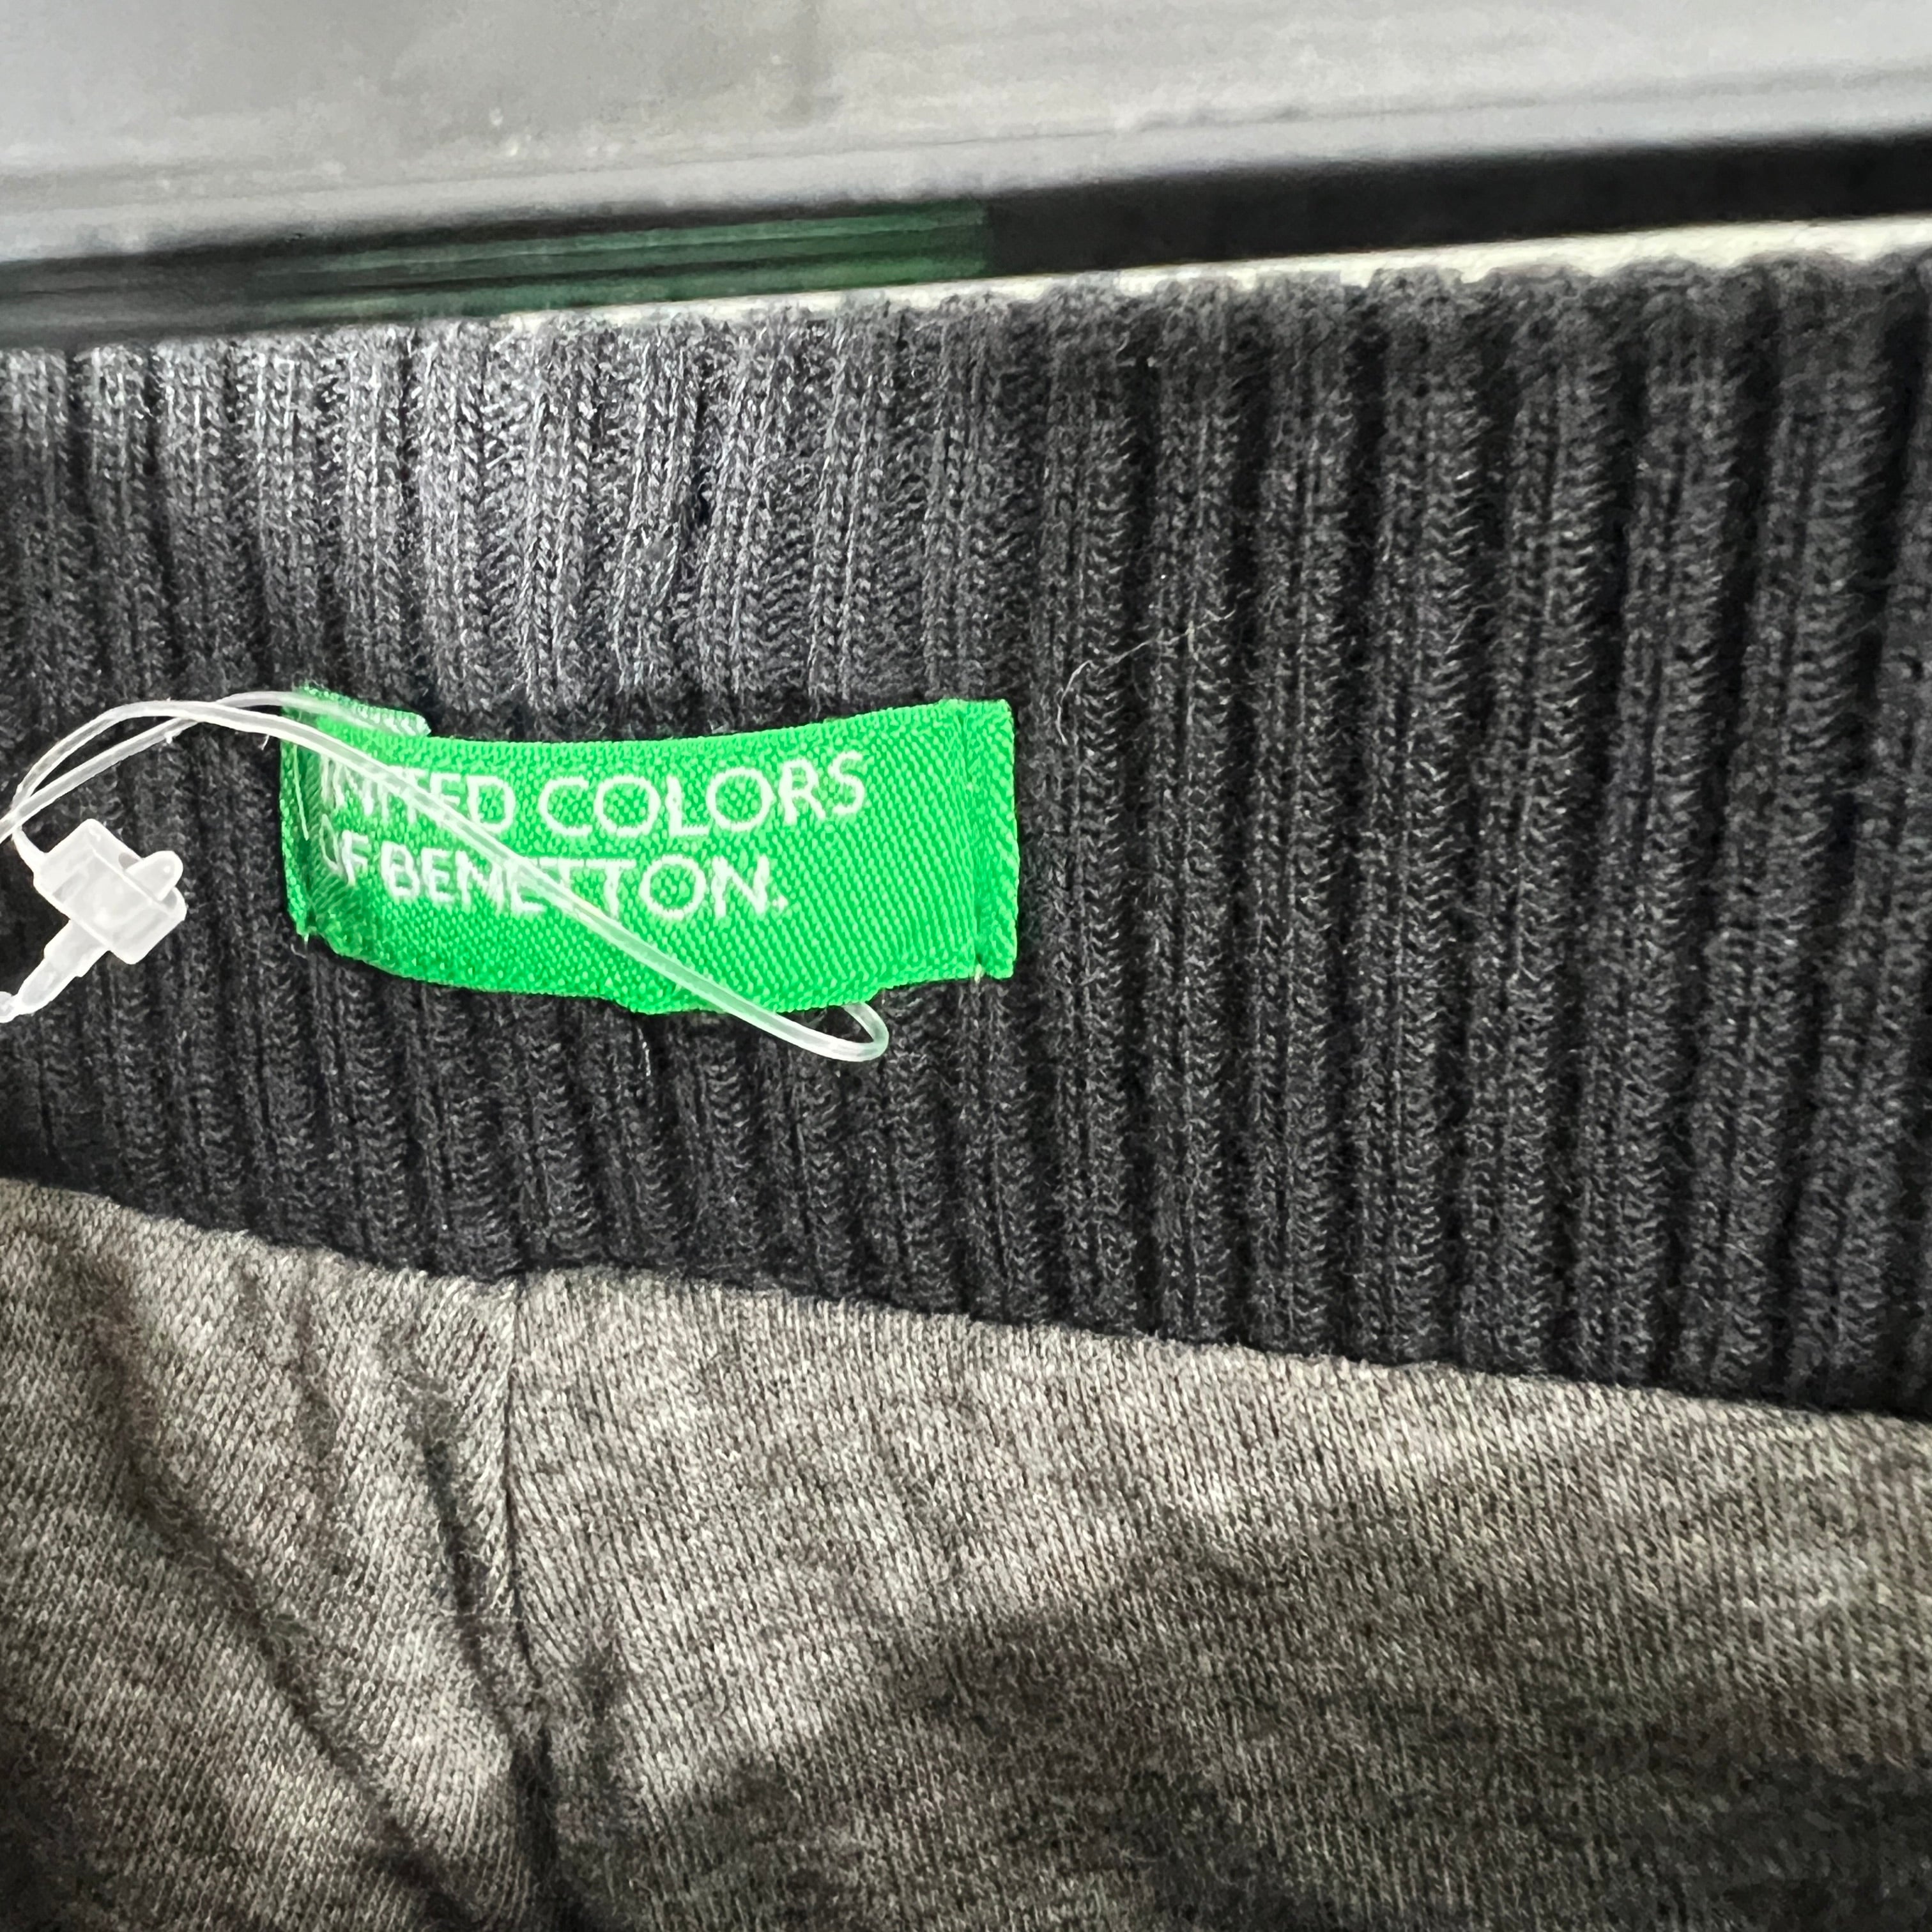 UNITED COLORS
OF BENETTON.